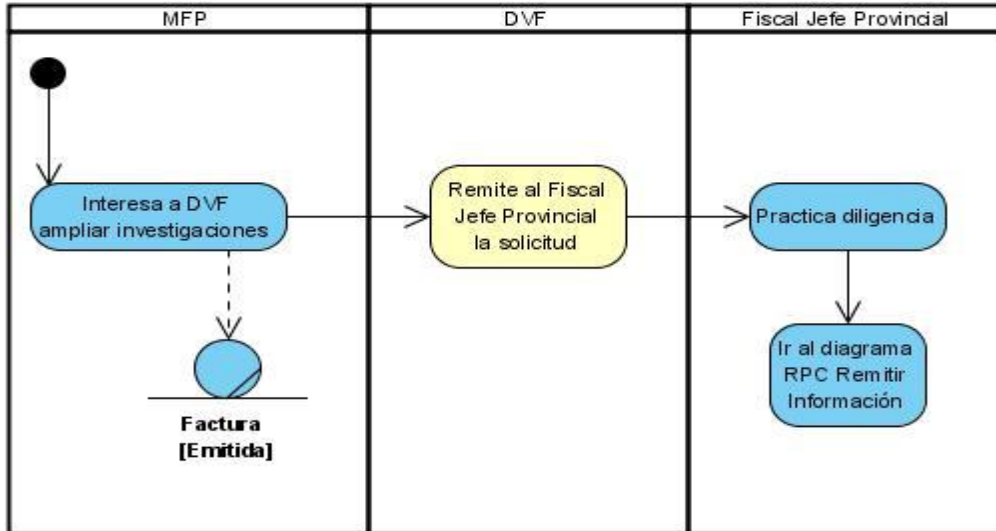 MFP
DVF
Fiscal Jefe Provincial
Interesa a DVF
ampliar investigaciones
Remite al Fiscal
Jefe Provincial
la solicitud
Practica diligencia
Ir al diagrama
RPC Remitir
Información
Factura
[Emitida]